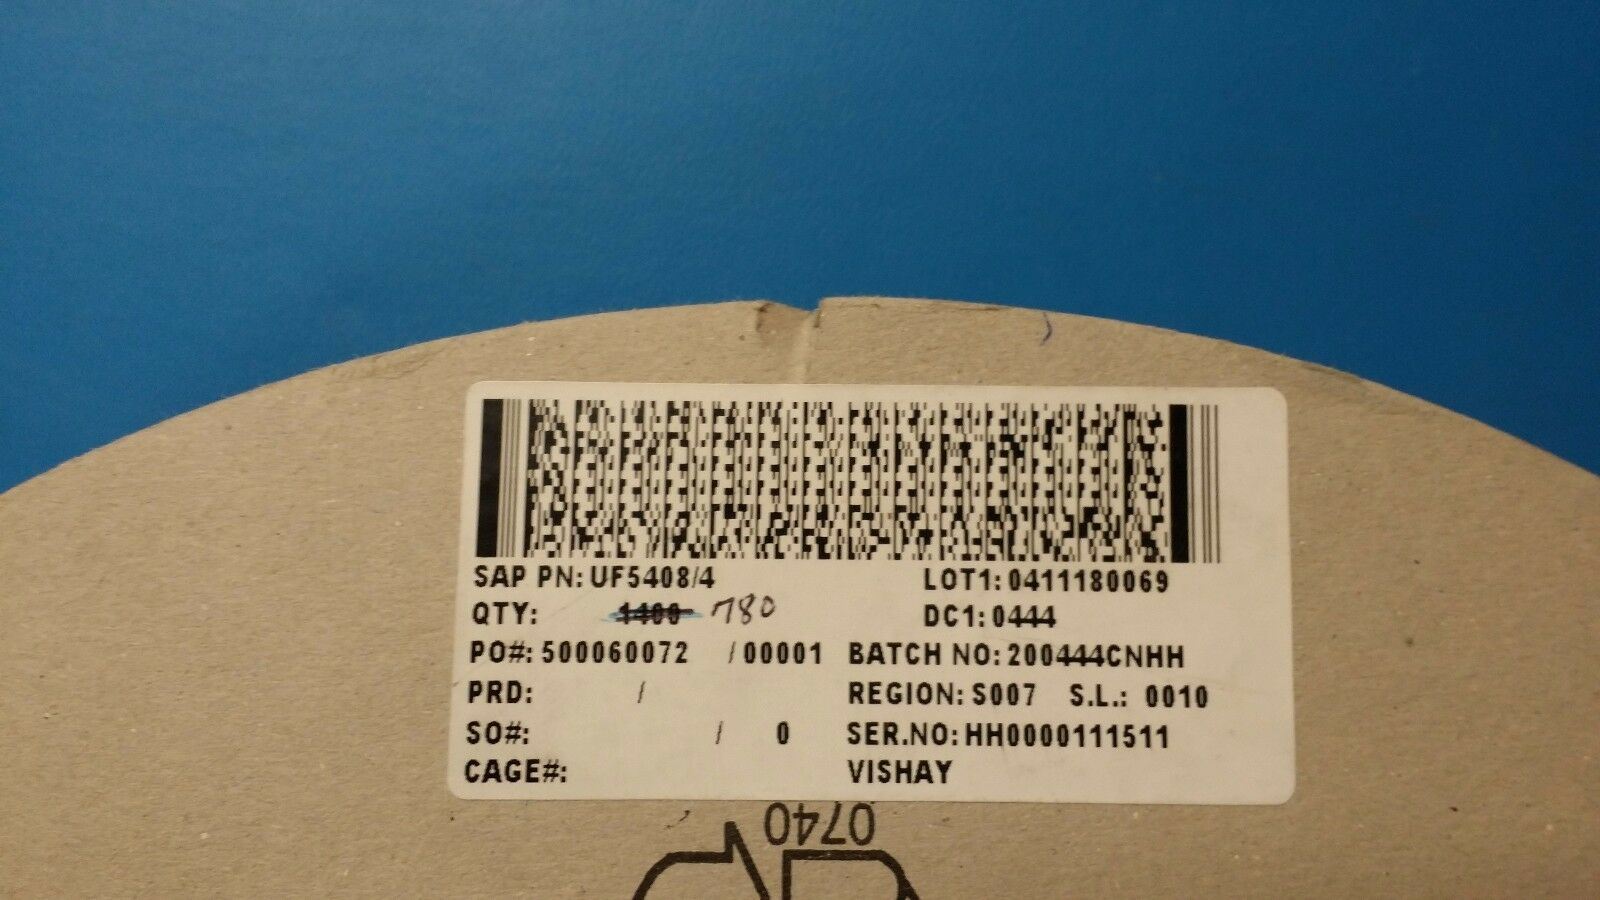 SAP PN: UF5408/4 LOT1: 0411180069
QTY: 1400 780 DC1: 0444
PO#: 500060072 /00001 BATCH NO: 200444CNHH
PRD: / REGION: S007 S.L.: 0010
SO#: / 0 SER.NO: HH0000111511
CAGE#: VISHAY
0740